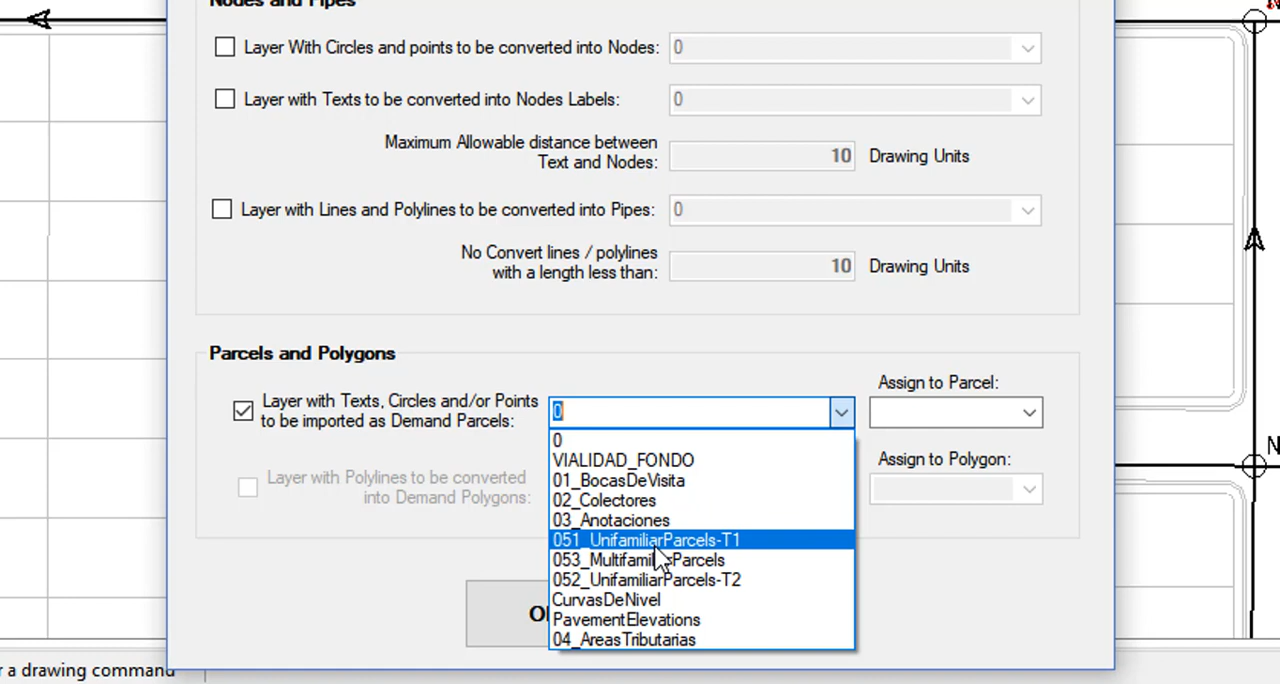 Nodes and Pipes
Layer With Circles and points to be converted into Nodes: 0
Layer with Texts to be converted into Nodes Labels: 0
Maximum Allowable distance between
Text and Nodes: 10 Drawing Units
Layer with Lines and Polylines to be converted into Pipes: 0
No Convert lines / polylines
with a length less than: 10 Drawing Units
Parcels and Polygons
Assign to Parcel:
Layer with Texts, Circles and/or Points
to be imported as Demand Parcels: 0
0
VIALIDAD_FONDO
01_BocasDeVisita
02_Colectores
03_Anotaciones
051_UnifamiliarParcels-T1
053_MultifamiliarParcels
052_UnifamiliarParcels-T2
CurvasDeNivel
PavementElevations
04_AreasTributarias
Assign to Polygon:
Layer with Polylines to be converted
into Demand Polygons:
r a drawing command
N